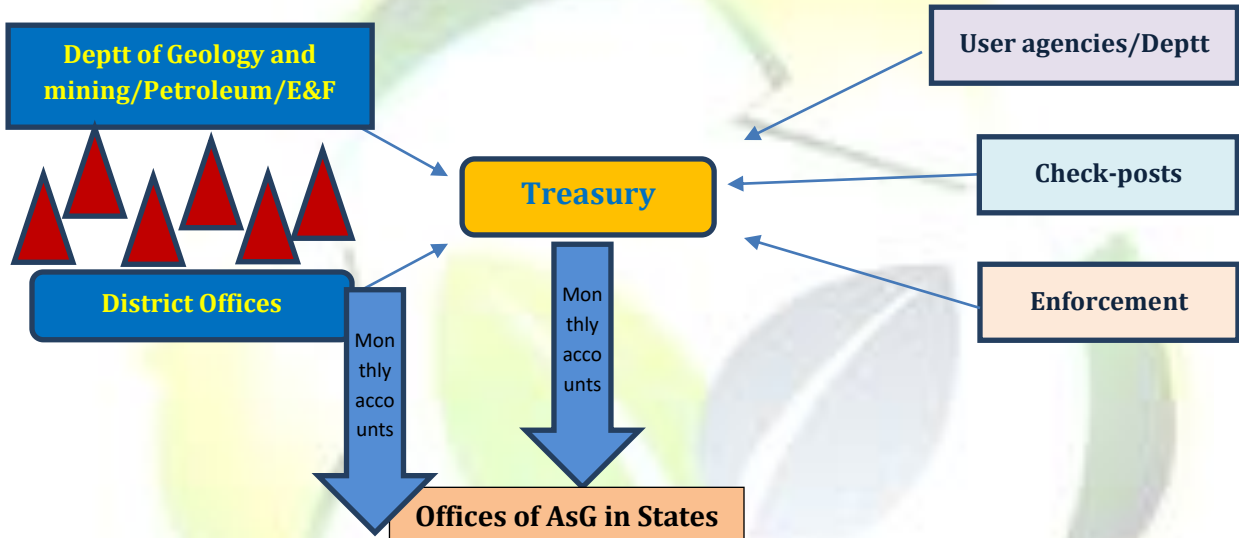 Deptt of Geology and
mining/Petroleum/E&F
User agencies/Deptt
Treasury
Check-posts
District Offices
Enforcement
Mon
thly
acco
unts
Mon
thly
acco
unts
Offices of AsG in States